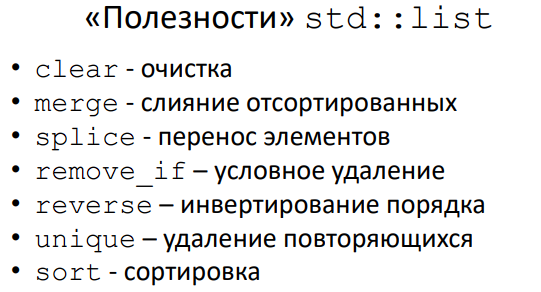 «Полезности» std::list
• clear - очистка
• merge - слияние отсортированных
• splice - перенос элементов
• remove_if – условное удаление
• reverse – инвертирование порядка
• unique – удаление повторяющихся
• sort - сортировка